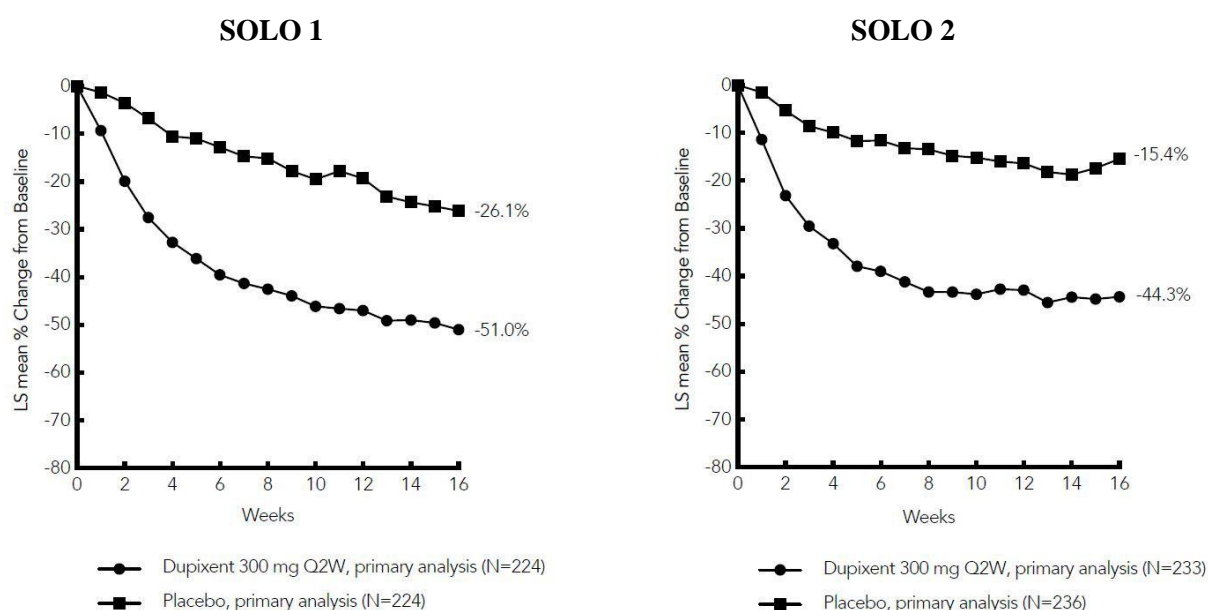 SOLO 1
0
-10
-20
-30
-40
-50
-60
-70
-80
LS mean % Change from Baseline
-26.1%
-51.0%
0 2 4 6 8 10 12 14 16
Weeks
Dupixent 300 mg Q2W, primary analysis (N=224)
Placebo, primary analysis (N=224)
SOLO 2
0
-10
-20
-30
-40
-50
-60
-70
-80
LS mean % Change from Baseline
-15.4%
-44.3%
0 2 4 6 8 10 12 14 16
Weeks
Dupixent 300 mg Q2W, primary analysis (N=233)
Placebo, primary analysis (N=236)